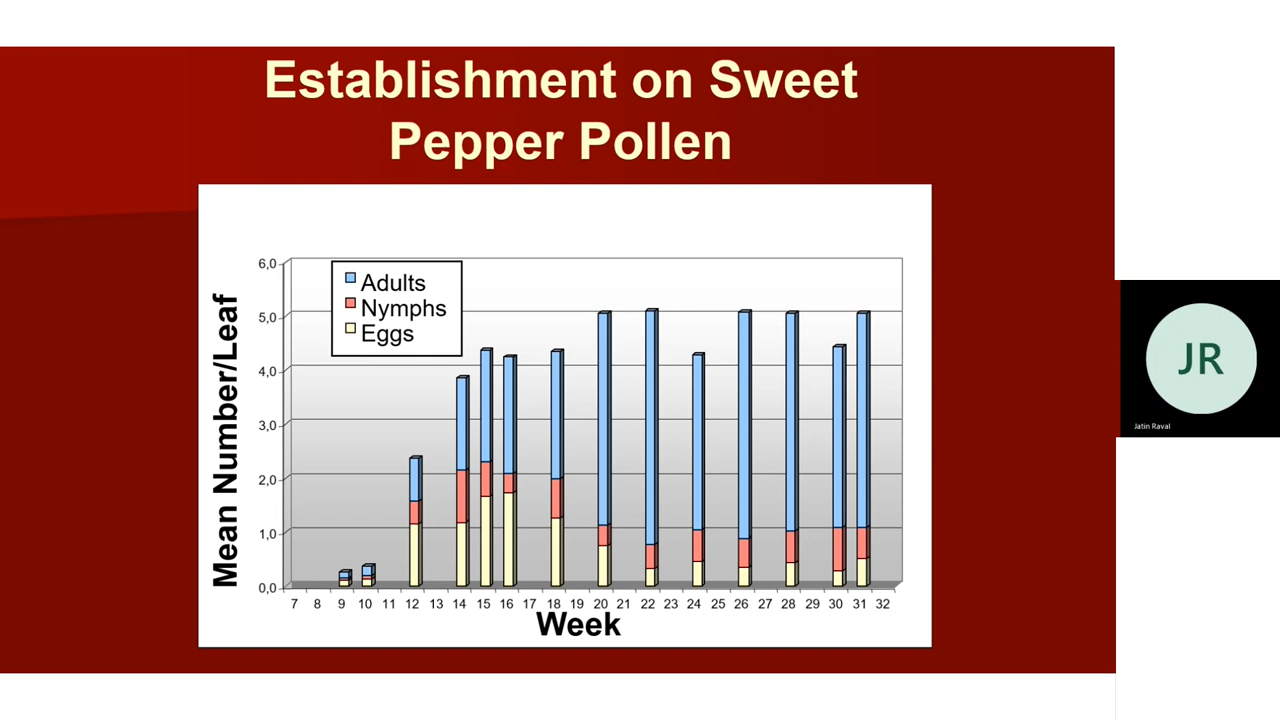 Establishment on Sweet
Pepper Pollen
Adults
Nymphs
Eggs
Mean Number/Leaf
6,0
5,0
4,0
3,0
2,0
1,0
0,0
7 8 9 10 11 12 13 14 15 16 17 18 19 20 21 22 23 24 25 26 27 28 29 30 31 32
Week
JR
Jatin Raval